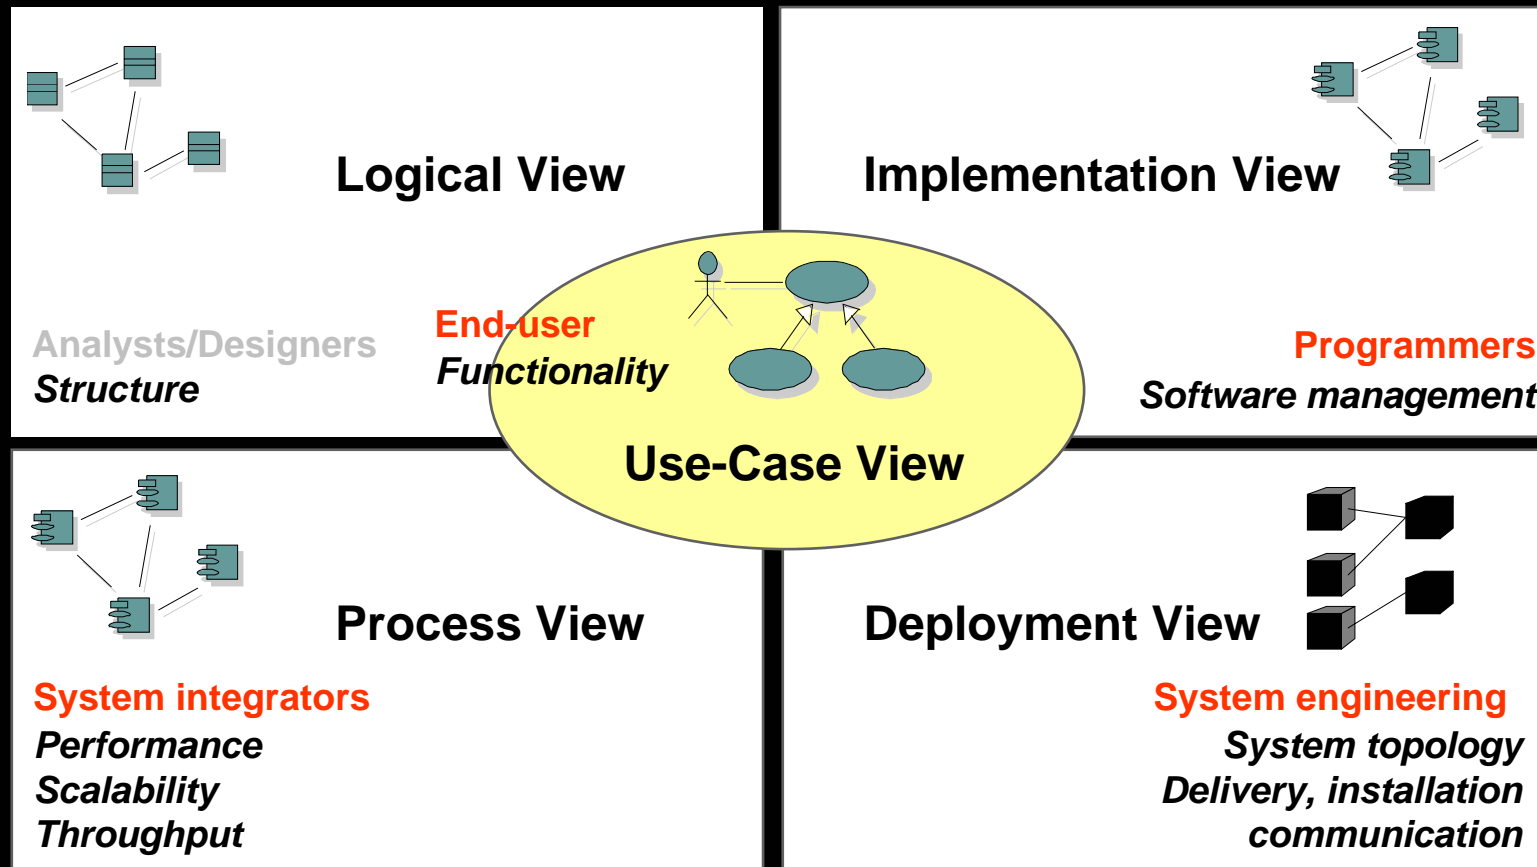 Logical View
Analysts/Designers
Structure
Implementation View
Programmers
Software management
End-user
Functionality
Use-Case View
Process View
System integrators
Performance
Scalability
Throughput
Deployment View
System engineering
System topology
Delivery, installation
communication